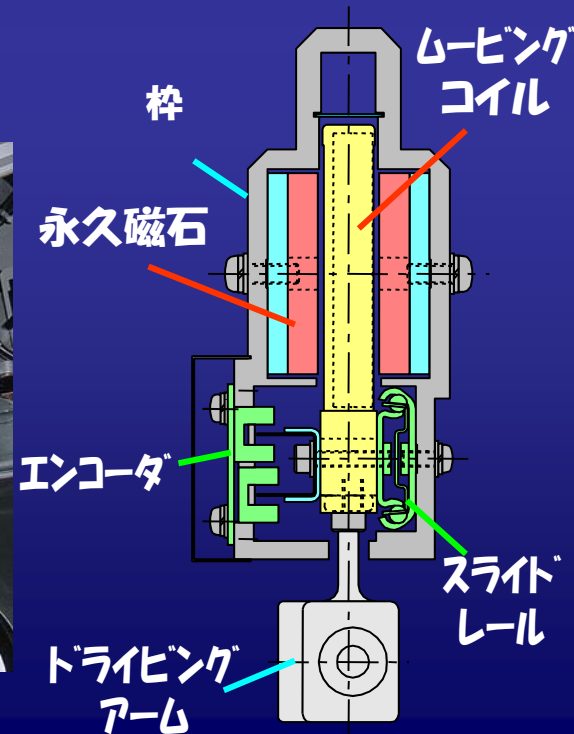 ムービング
コイル
枠
永久磁石
エンコーダ
スライド
レール
ドライビング
アーム